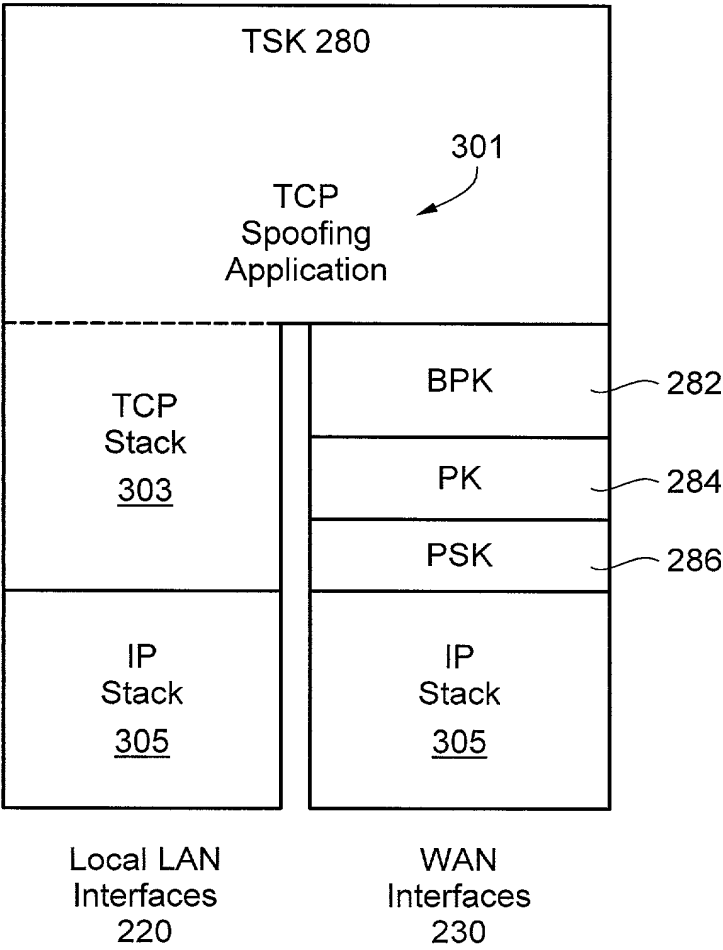 TSK 280
301
TCP
Spoofing
Application
TCP
Stack
303
IP
Stack
305
BPK
282
PK
284
PSK
286
IP
Stack
305
Local LAN
Interfaces
220
WAN
Interfaces
230